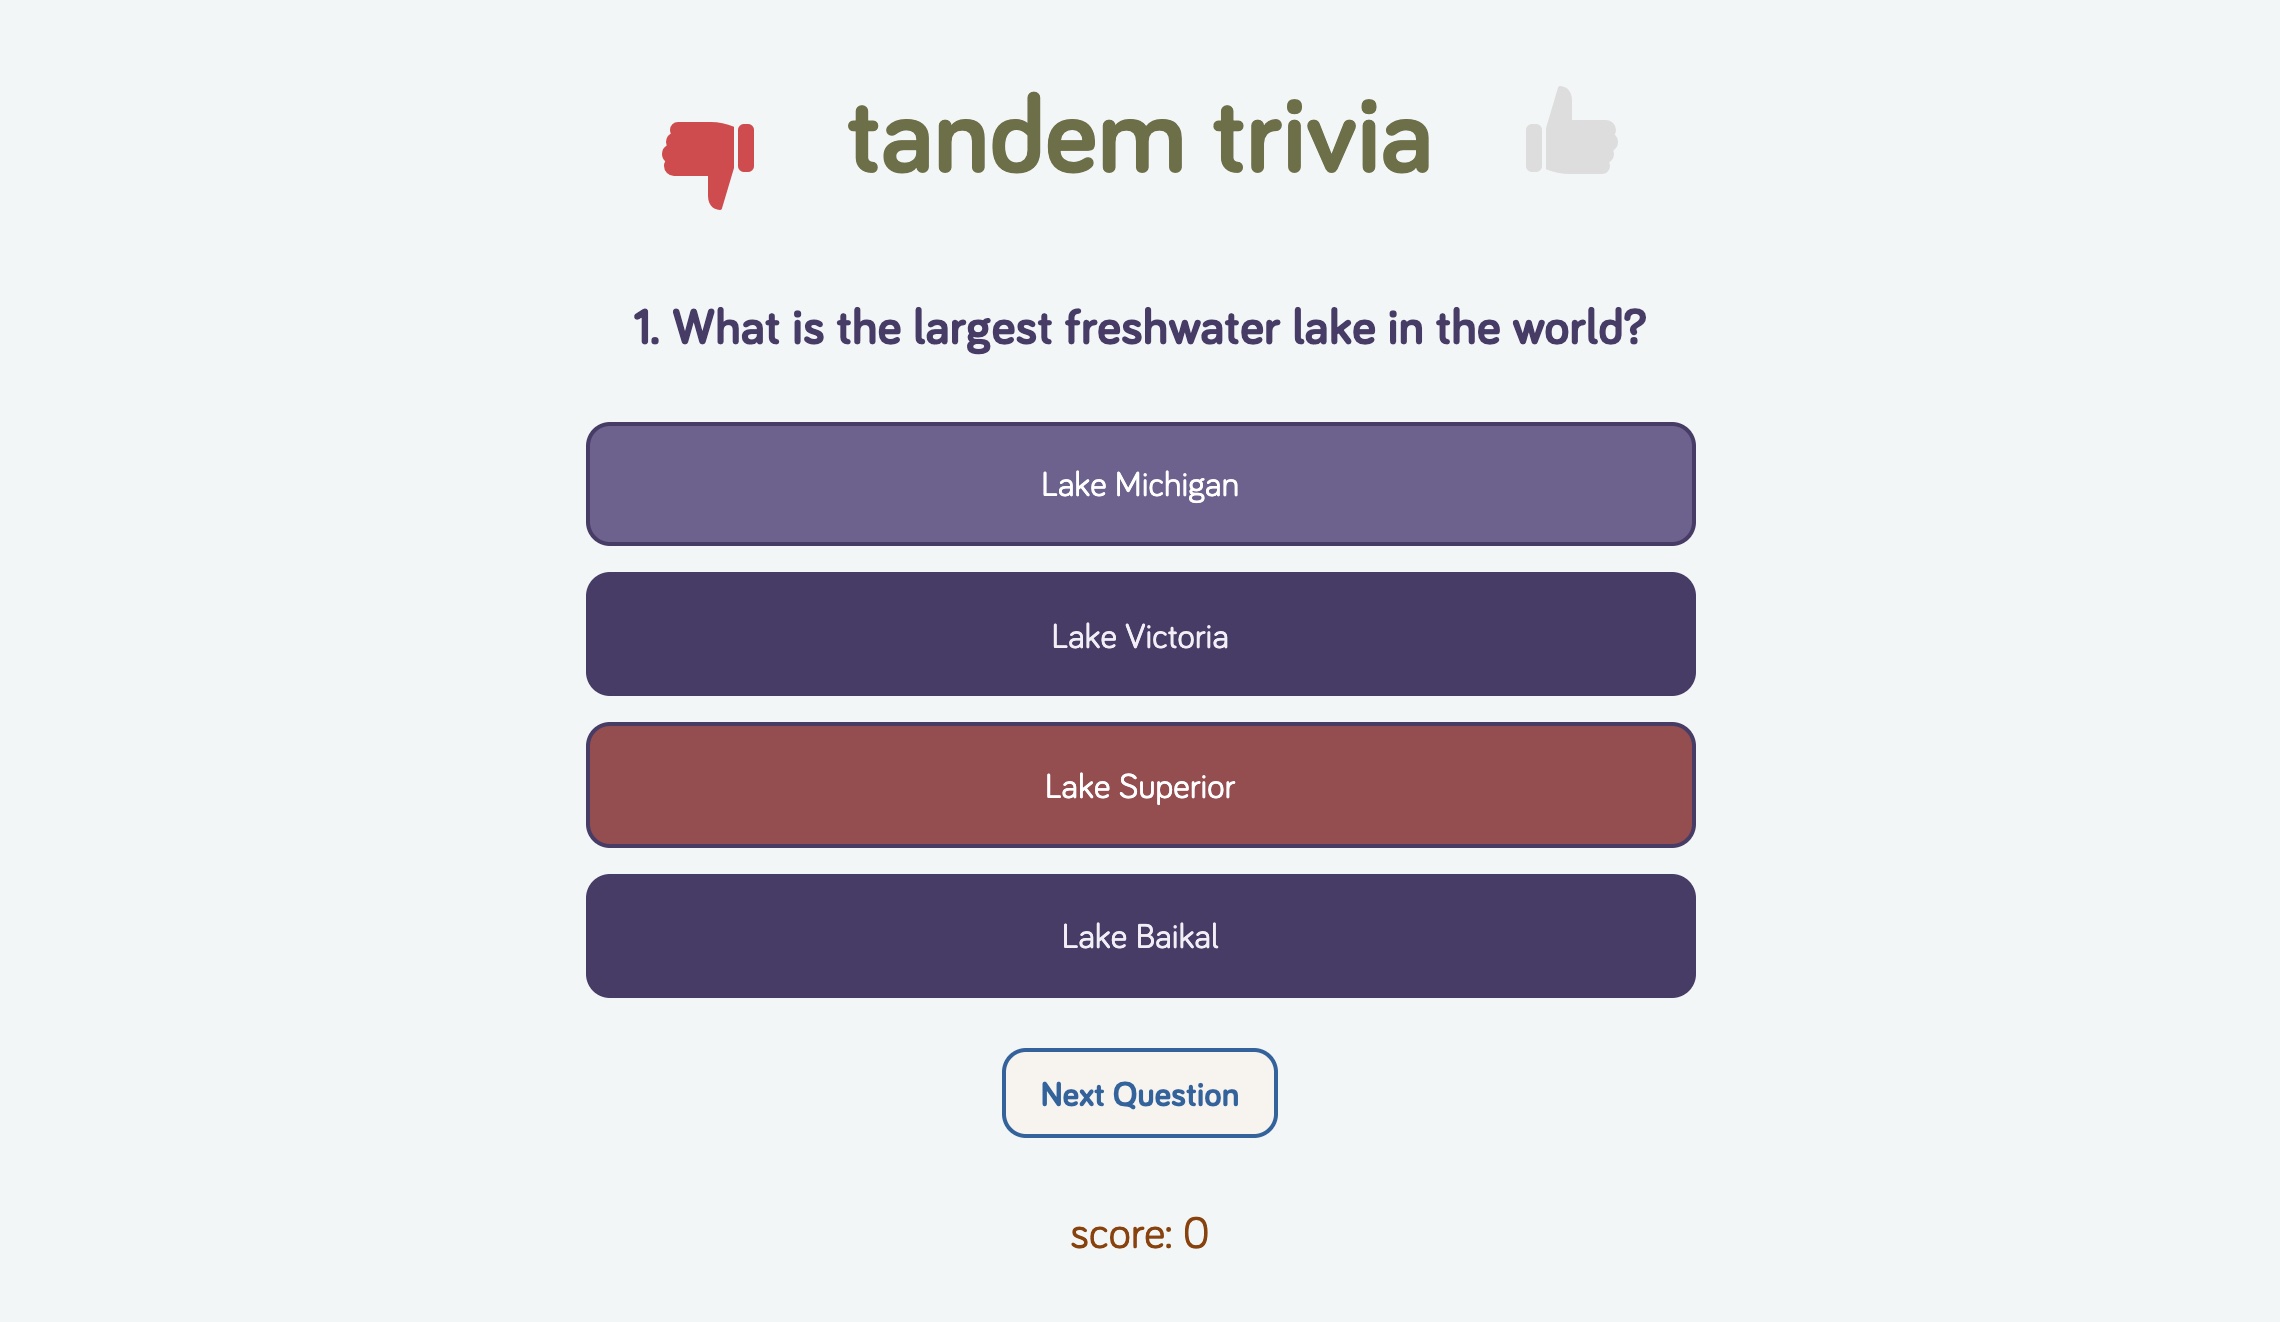 tandem trivia
1. What is the largest freshwater lake in the world?
Lake Michigan
Lake Victoria
Lake Superior
Lake Baikal
Next Question
score: 0